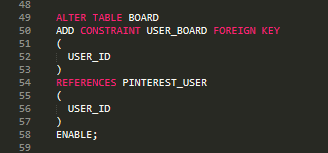 48
49 ALTER TABLE BOARD
50 ADD CONSTRAINT USER_BOARD FOREIGN KEY
51 (
52 USER_ID
53 )
54 REFERENCES PINTEREST_USER
55 (
56 USER_ID
57 )
58 ENABLE;
59